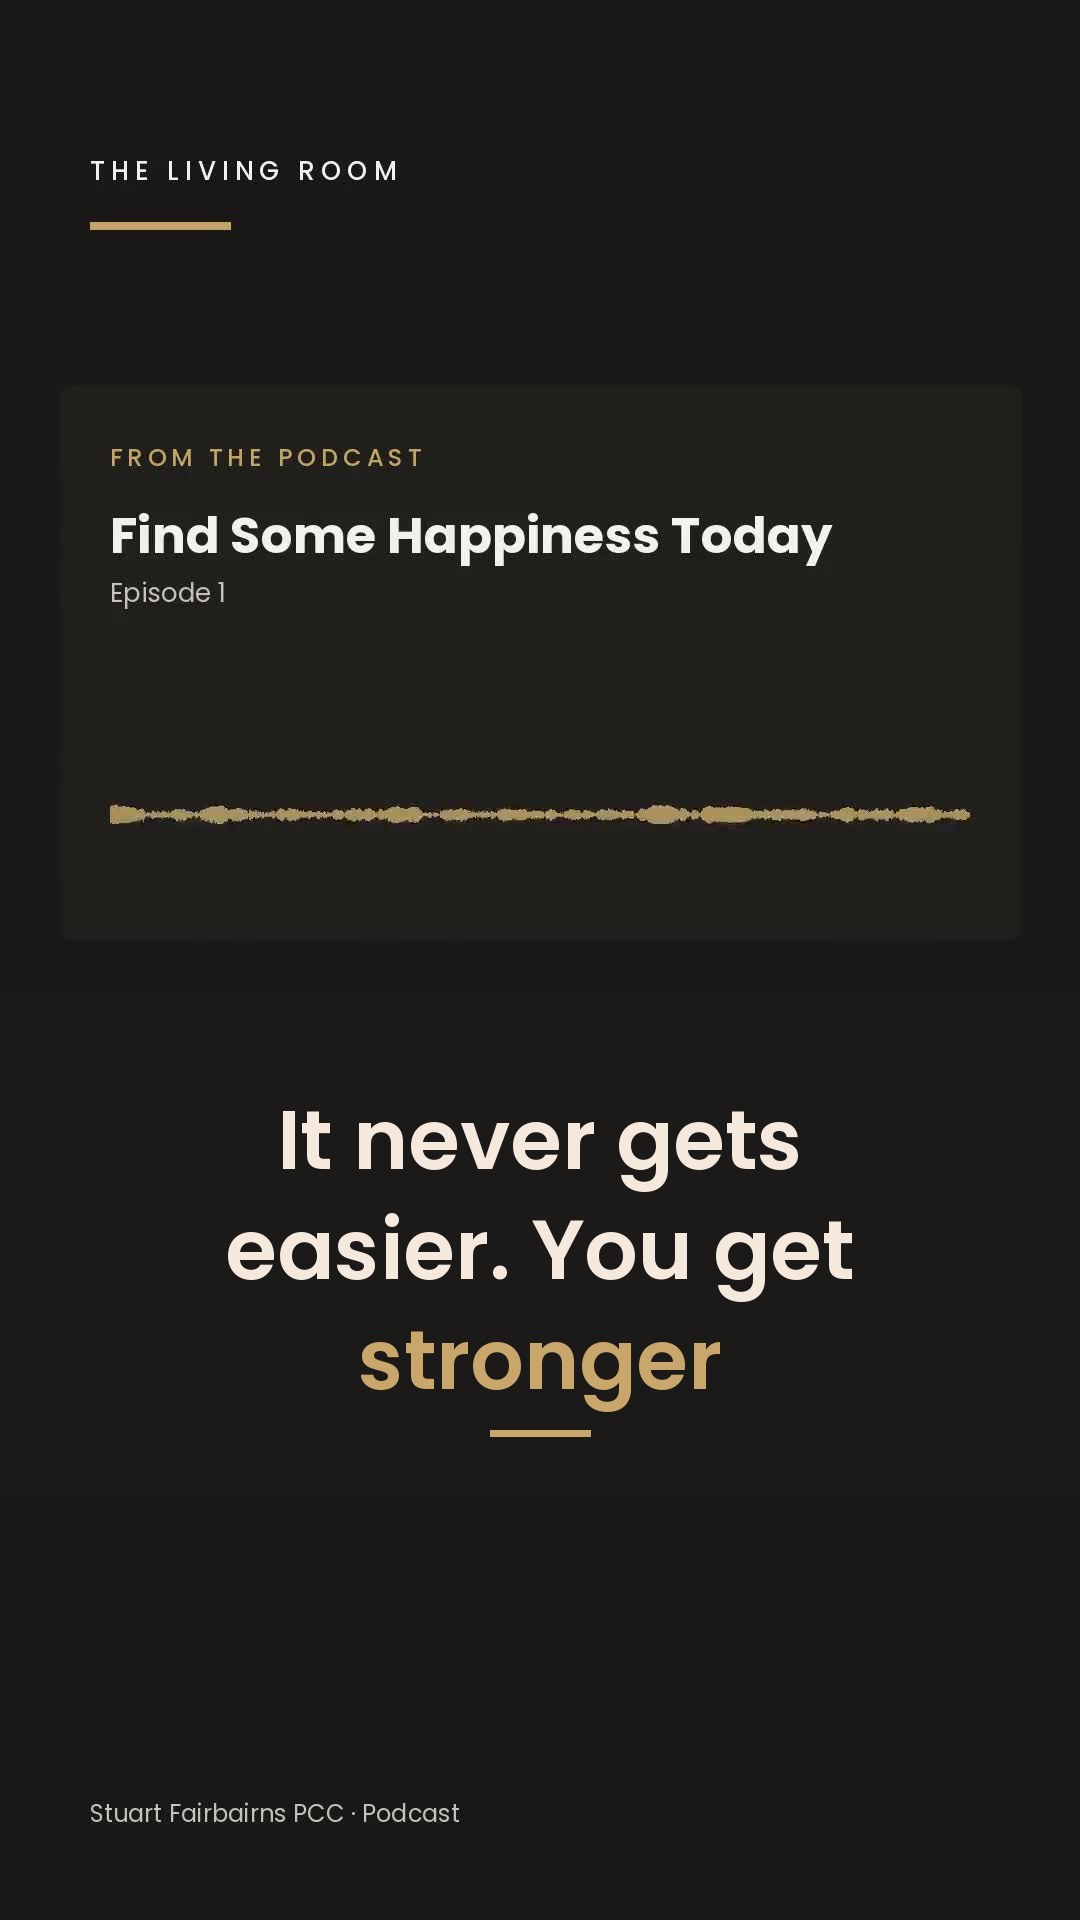 THE LIVING ROOM
FROM THE PODCAST
Find Some Happiness Today
Episode 1
It never gets
easier. You get
stronger
Stuart Fairbairns PCC · Podcast